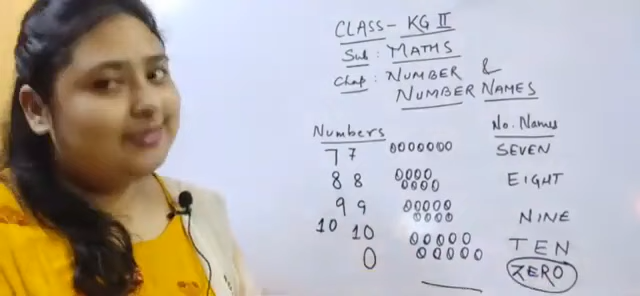 CLASS - KG II
Sub : MATHS
Chap : NUMBER &
NUMBER NAMES
Numbers No. Names
7 7 SEVEN
8 8 EIGHT
9 9 NINE
10 10 TEN
0 ZERO